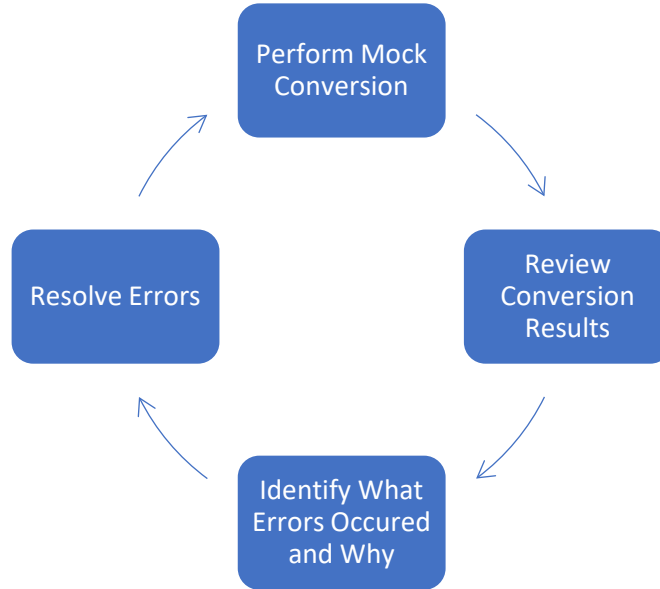 Perform Mock
Conversion
Review
Conversion
Results
Identify What
Errors Occured
and Why
Resolve Errors